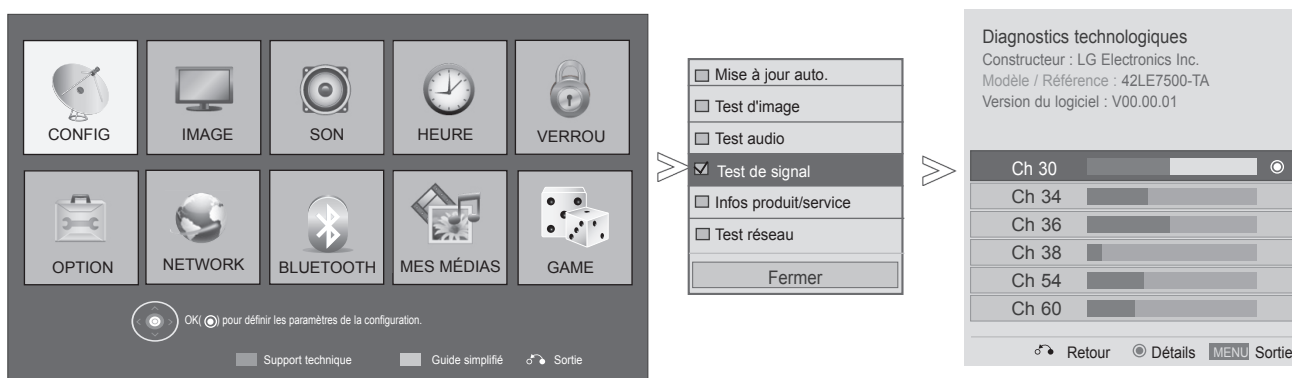 CONFIG
IMAGE
SON
HEURE
VERROU
OPTION
NETWORK
BLUETOOTH
MES MÉDIAS
GAME
OK( ) pour définir les paramètres de la configuration.
Support technique
Guide simplifié
Sortie
Mise à jour auto.
Test d'image
Test audio
Test de signal
Infos produit/service
Test réseau
Fermer
Diagnostics technologiques
Constructeur : LG Electronics Inc.
Modèle / Référence : 42LE7500-TA
Version du logiciel : V00.00.01
Ch 30
Ch 34
Ch 36
Ch 38
Ch 54
Ch 60
Retour Détails MENU Sortie